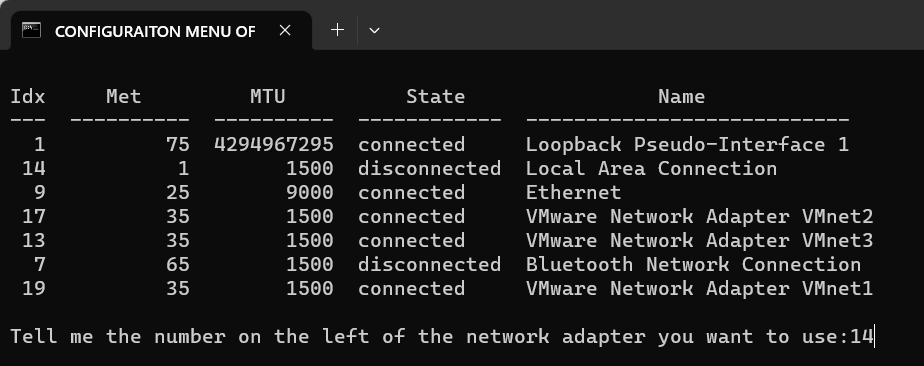 CONFIGURAITON MENU OF
Idx     Met         MTU          State                Name
---  ----------  ----------  ------------  ---------------------------
  1          75  4294967295  connected     Loopback Pseudo-Interface 1
 14           1        1500  disconnected  Local Area Connection
  9          25        9000  connected     Ethernet
 17          35        1500  connected     VMware Network Adapter VMnet2
 13          35        1500  connected     VMware Network Adapter VMnet3
  7          65        1500  disconnected  Bluetooth Network Connection
 19          35        1500  connected     VMware Network Adapter VMnet1
Tell me the number on the left of the network adapter you want to use:14